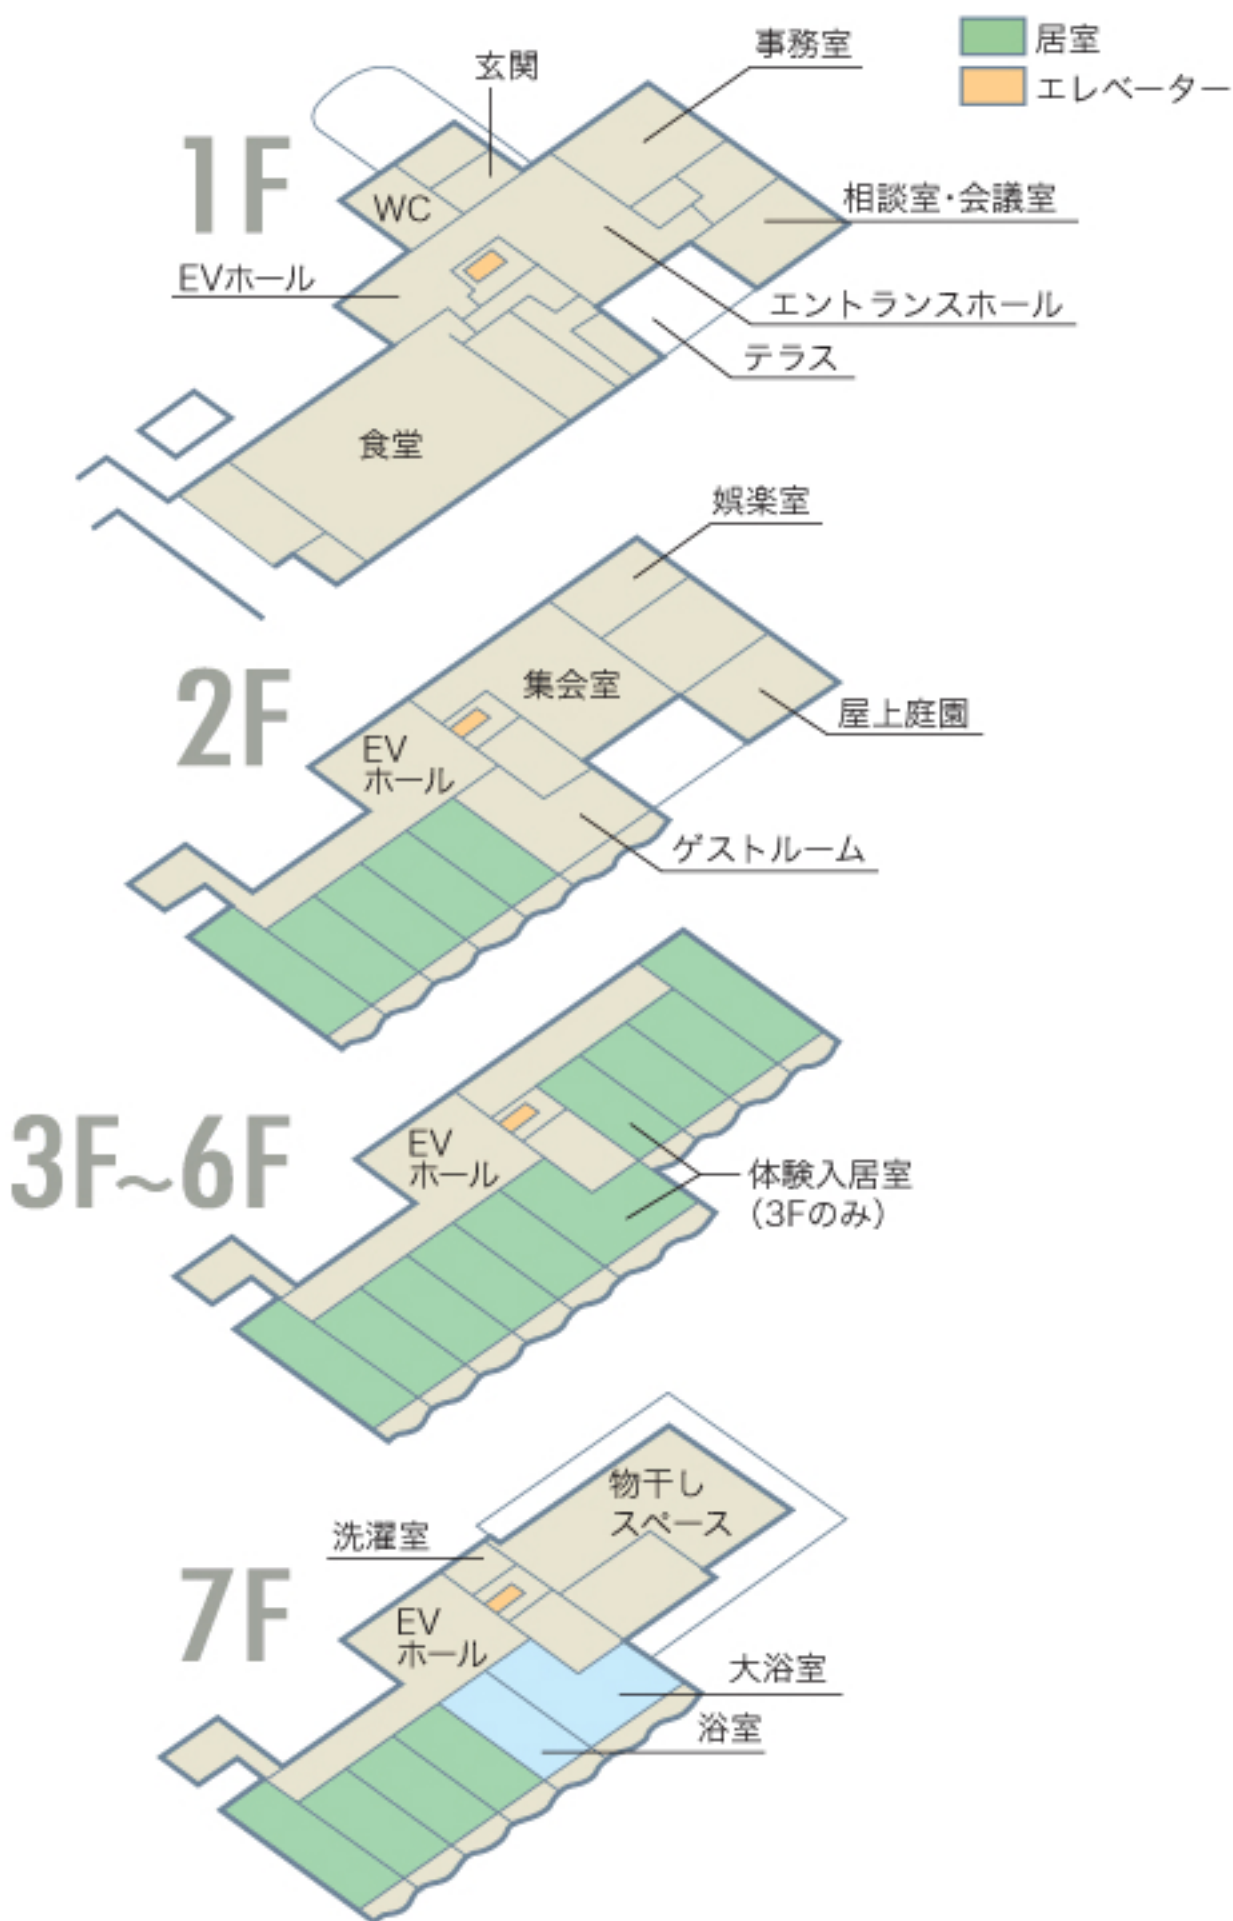 居室
エレベーター
1F
玄関
事務室
WC
相談室・会議室
EVホール
エントランスホール
テラス
食堂
2F
娯楽室
集会室
屋上庭園
EV
ホール
ゲストルーム
3F～6F
EV
ホール
体験入居室
（3Fのみ）
7F
物干し
スペース
洗濯室
EV
ホール
大浴室
浴室